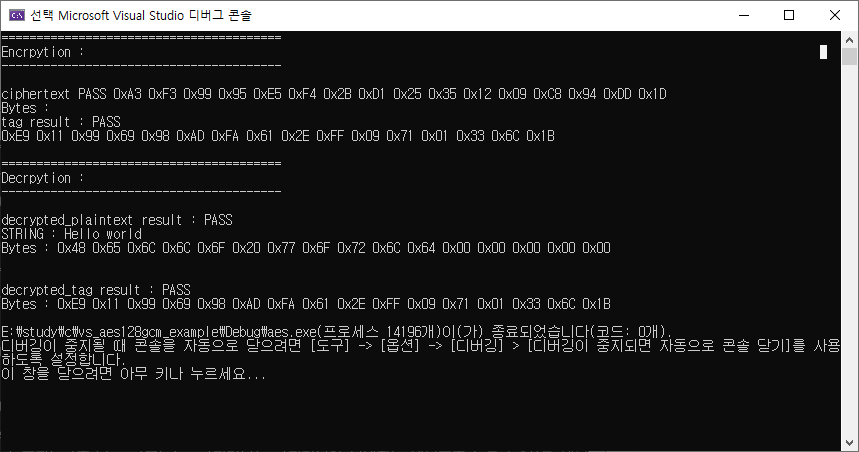 선택 Microsoft Visual Studio 디버그 콘솔
========================================
Encrpytion :
----------------------------------------
ciphertext PASS 0xA3 0xF3 0x99 0x95 0xE5 0xF4 0x2B 0xD1 0x25 0x35 0x12 0x09 0xC8 0x94 0xDD 0x1D
Bytes :
tag result : PASS
0xE9 0x11 0x99 0x69 0x98 0xAD 0xFA 0x61 0x2E 0xFF 0x09 0x71 0x01 0x33 0x6C 0x1B
========================================
Decrpytion :
----------------------------------------
decrypted_plaintext result : PASS
STRING : Hello world
Bytes : 0x48 0x65 0x6C 0x6C 0x6F 0x20 0x77 0x6F 0x72 0x6C 0x64 0x00 0x00 0x00 0x00 0x00
decrypted_tag result : PASS
Bytes : 0xE9 0x11 0x99 0x69 0x98 0xAD 0xFA 0x61 0x2E 0xFF 0x09 0x71 0x01 0x33 0x6C 0x1B
E:₩study₩c₩vs_aes128gcm_example₩Debug₩aes.exe(프로세스 14196개)이(가) 종료되었습니다(코드: 0개).
디버깅이 중지될 때 콘솔을 자동으로 닫으려면 [도구] -> [옵션] -> [디버깅] > [디버깅이 중지되면 자동으로 콘솔 닫기]를 사용
하도록 설정합니다.
이 창을 닫으려면 아무 키나 누르세요...